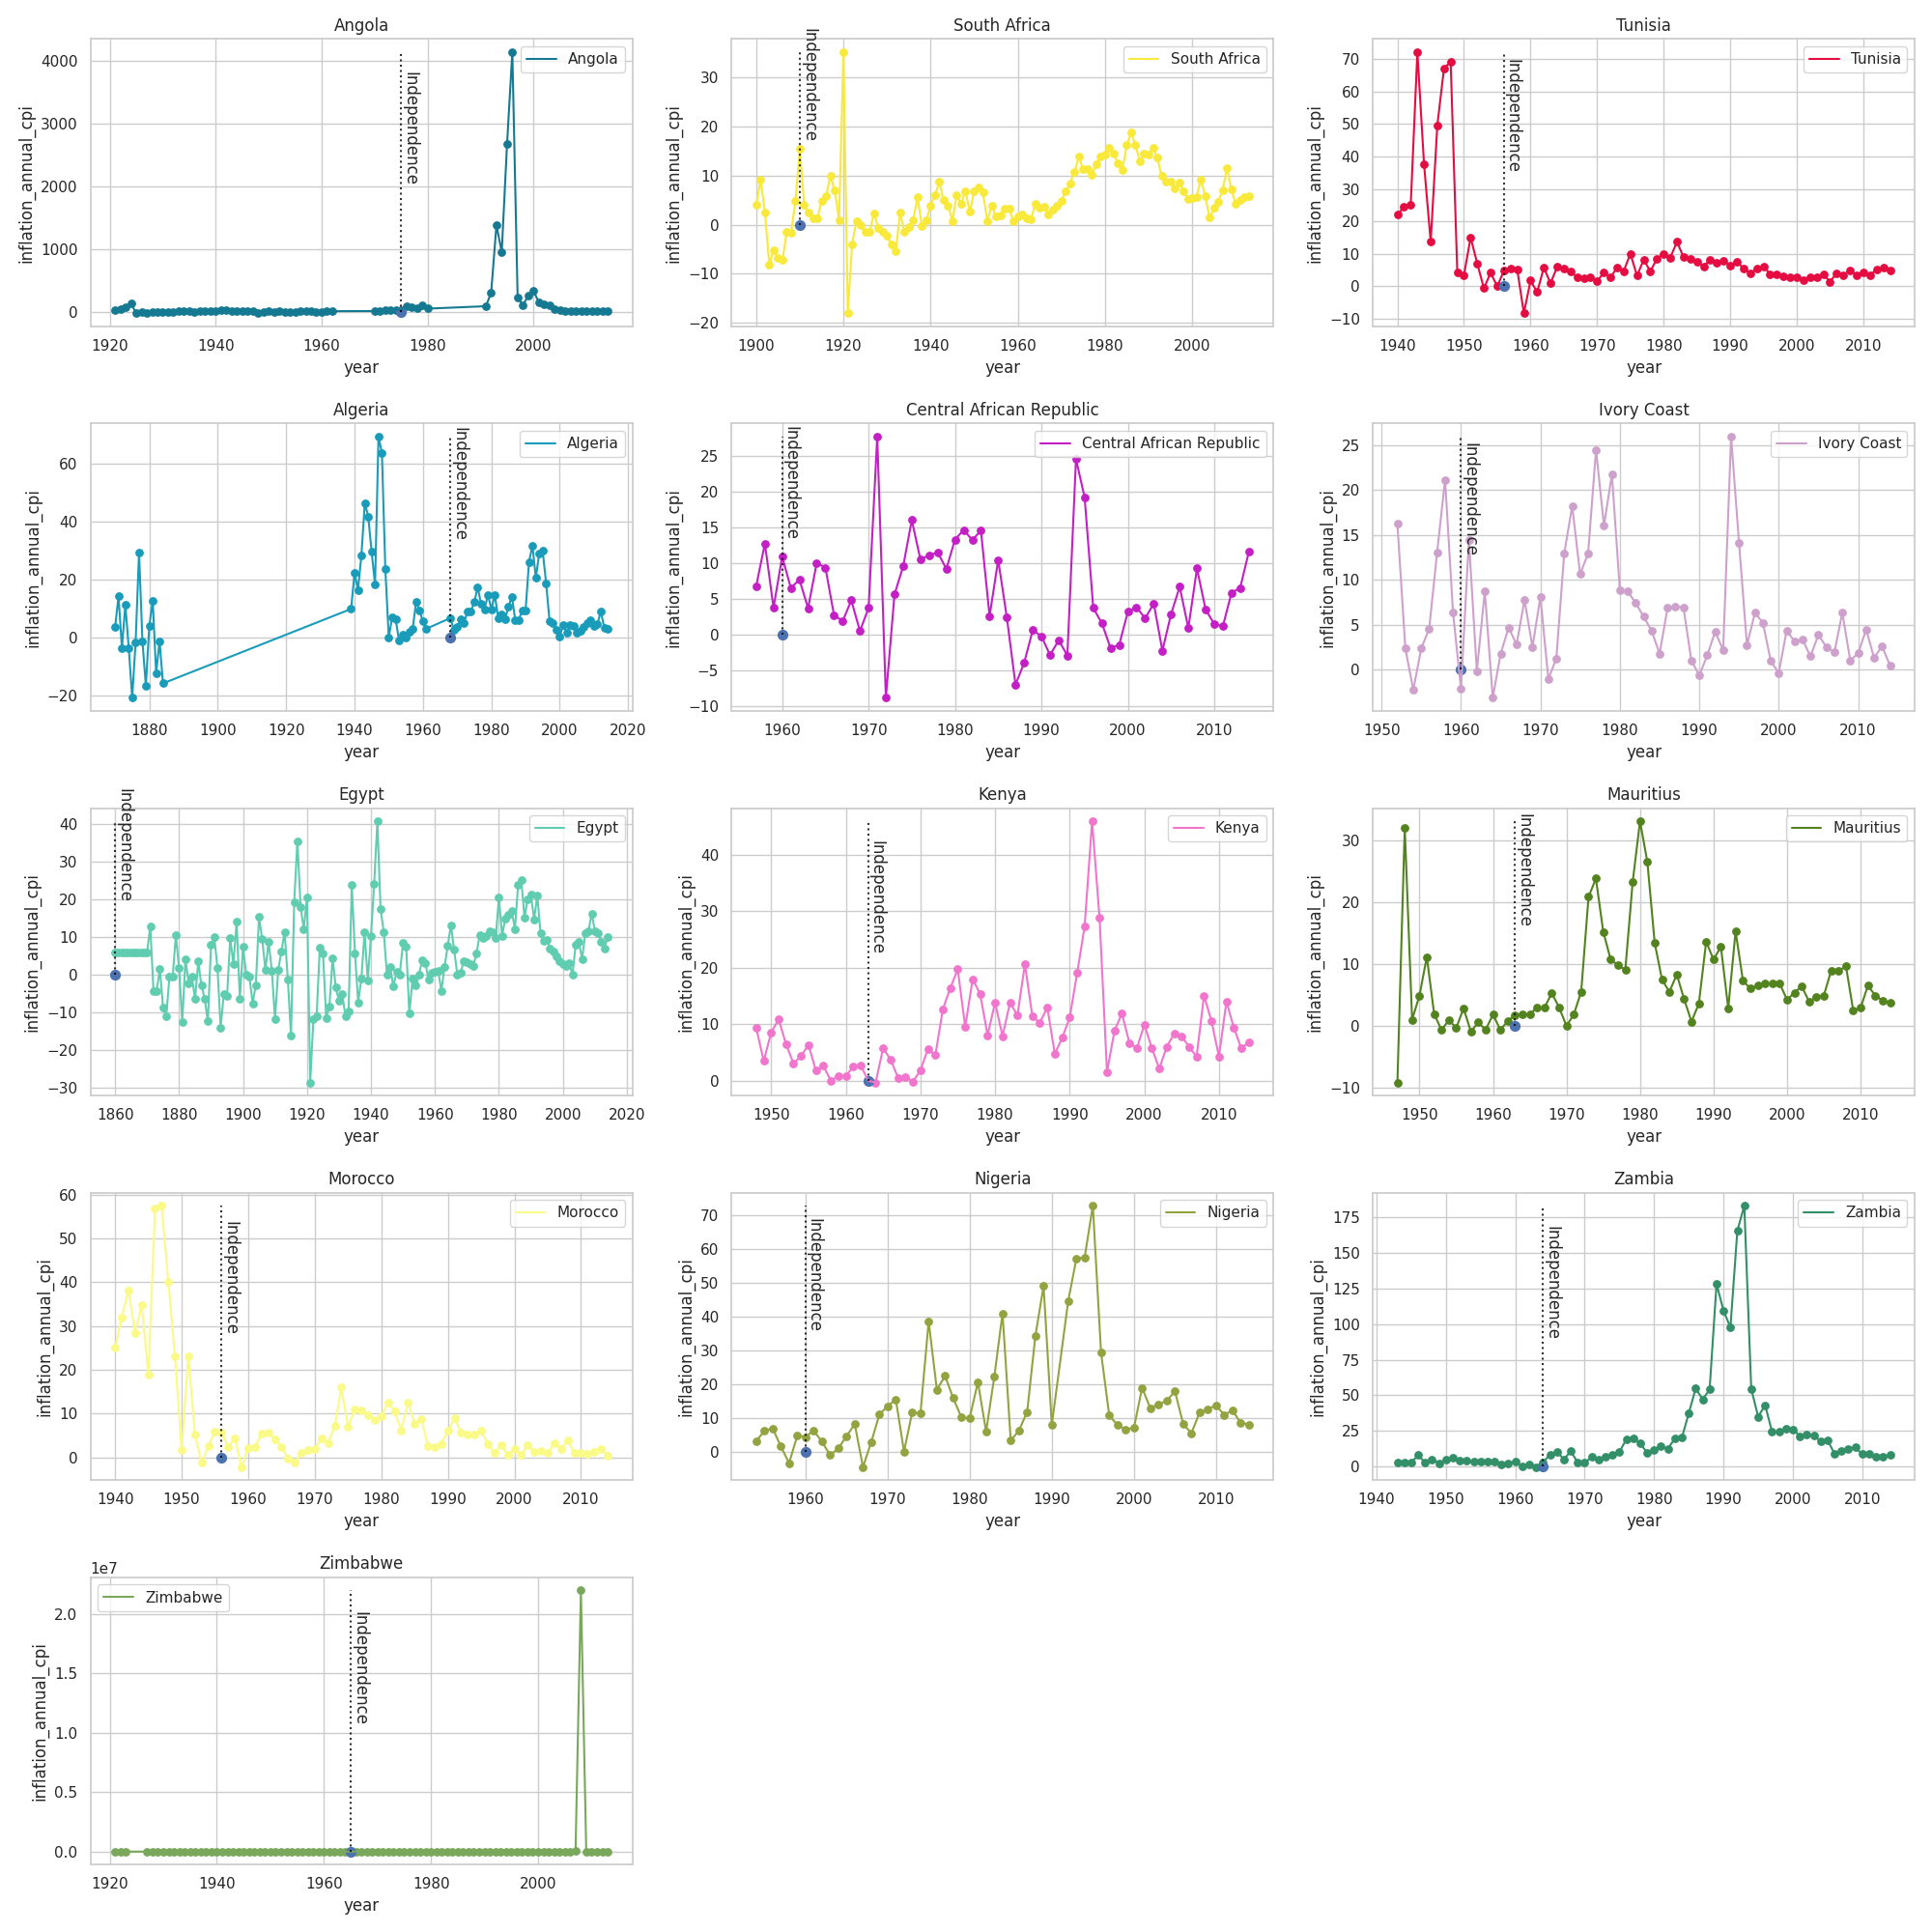 Angola
4000
3000
2000
1000
0
inflation_annual_cpi
Independence
Angola
1920 1940 1960 1980 2000
year
South Africa
30
20
10
0
−10
−20
inflation_annual_cpi
Independence
South Africa
1900 1920 1940 1960 1980 2000
year
Tunisia
70
60
50
40
30
20
10
0
−10
inflation_annual_cpi
Independence
Tunisia
1940 1950 1960 1970 1980 1990 2000 2010
year
Algeria
60
40
20
0
−20
inflation_annual_cpi
Independence
Algeria
1880 1900 1920 1940 1960 1980 2000 2020
year
Central African Republic
25
20
15
10
5
0
−5
−10
inflation_annual_cpi
Independence
Central African Republic
1960 1970 1980 1990 2000 2010
year
Ivory Coast
25
20
15
10
5
0
inflation_annual_cpi
Independence
Ivory Coast
1950 1960 1970 1980 1990 2000 2010
year
Egypt
40
30
20
10
0
−10
−20
−30
inflation_annual_cpi
Independence
Egypt
1860 1880 1900 1920 1940 1960 1980 2000 2020
year
Kenya
40
30
20
10
0
inflation_annual_cpi
Independence
Kenya
1950 1960 1970 1980 1990 2000 2010
year
Mauritius
30
20
10
0
−10
inflation_annual_cpi
Independence
Mauritius
1950 1960 1970 1980 1990 2000 2010
year
Morocco
60
50
40
30
20
10
0
inflation_annual_cpi
Independence
Morocco
1940 1950 1960 1970 1980 1990 2000 2010
year
Nigeria
70
60
50
40
30
20
10
0
inflation_annual_cpi
Independence
Nigeria
1960 1970 1980 1990 2000 2010
year
Zambia
175
150
125
100
75
50
25
0
inflation_annual_cpi
Independence
Zambia
1940 1950 1960 1970 1980 1990 2000 2010
year
Zimbabwe
1e7
2.0
1.5
1.0
0.5
0.0
inflation_annual_cpi
Independence
Zimbabwe
1920 1940 1960 1980 2000
year